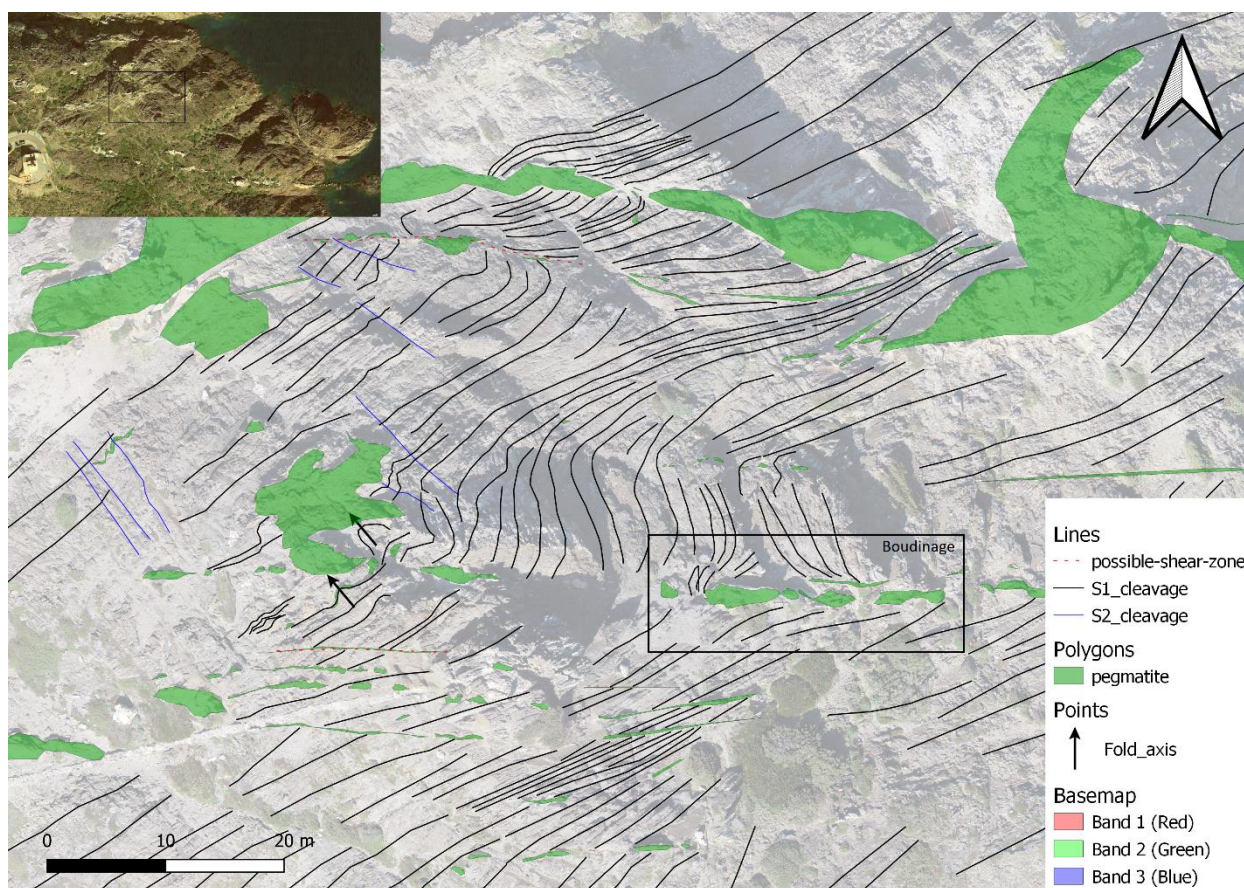 Boudinage
Lines
possible-shear-zone
S1_cleavage
S2_cleavage
Polygons
pegmatite
Points
Fold_axis
Basemap
Band 1 (Red)
Band 2 (Green)
Band 3 (Blue)
0 10 20 m